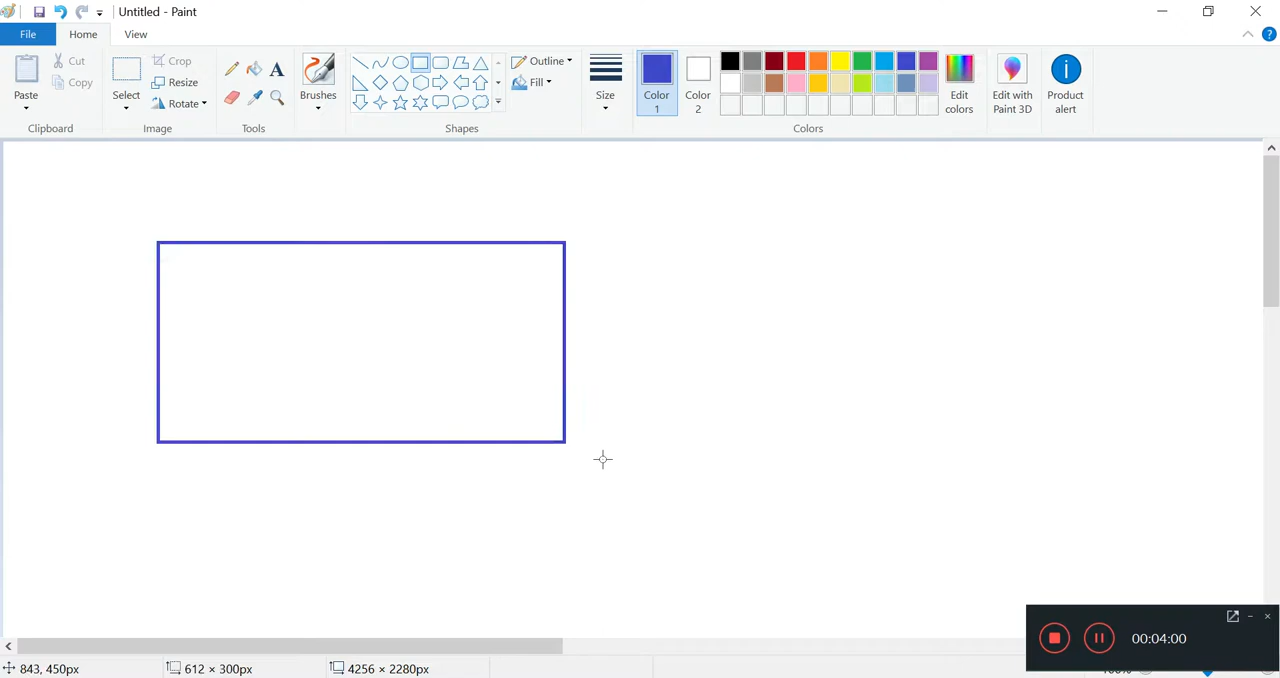 Untitled - Paint
File Home View
Paste
Clipboard
Cut
Copy
Select
Crop
Resize
Rotate
Image
Tools
Brushes
Shapes
Outline
Fill
Size
Color
1
Color
2
Colors
Edit
colors
Edit with
Paint 3D
Product
alert
00:04:00
843, 450px
612 × 300px
4256 × 2280px